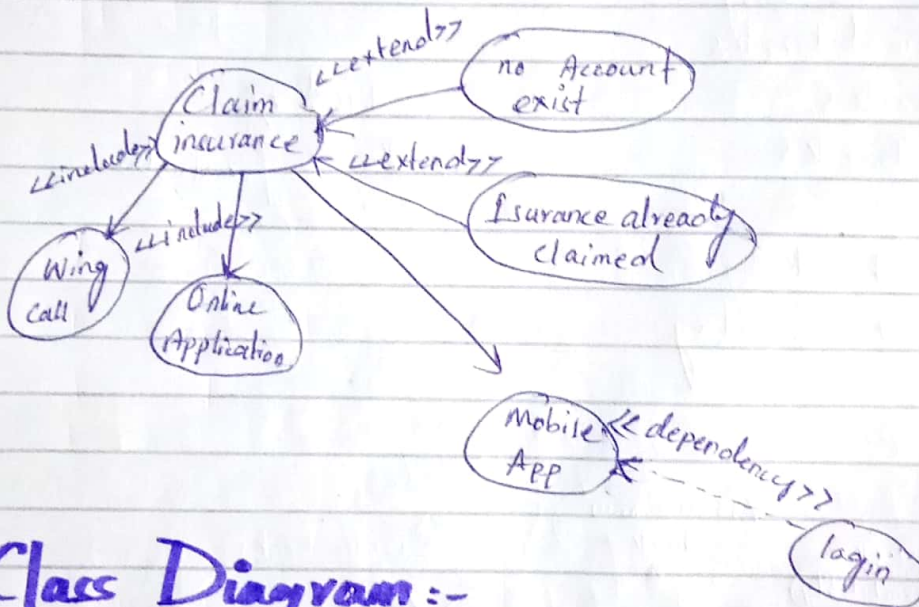 <<extend>>
no Account
exist
Claim
insurance
<<include>>
<<extend>>
Isurance already
claimed
<<include>>
Wing
call
Online
Application
Mobile
App
<<dependency>>
login
Class Diagram:-